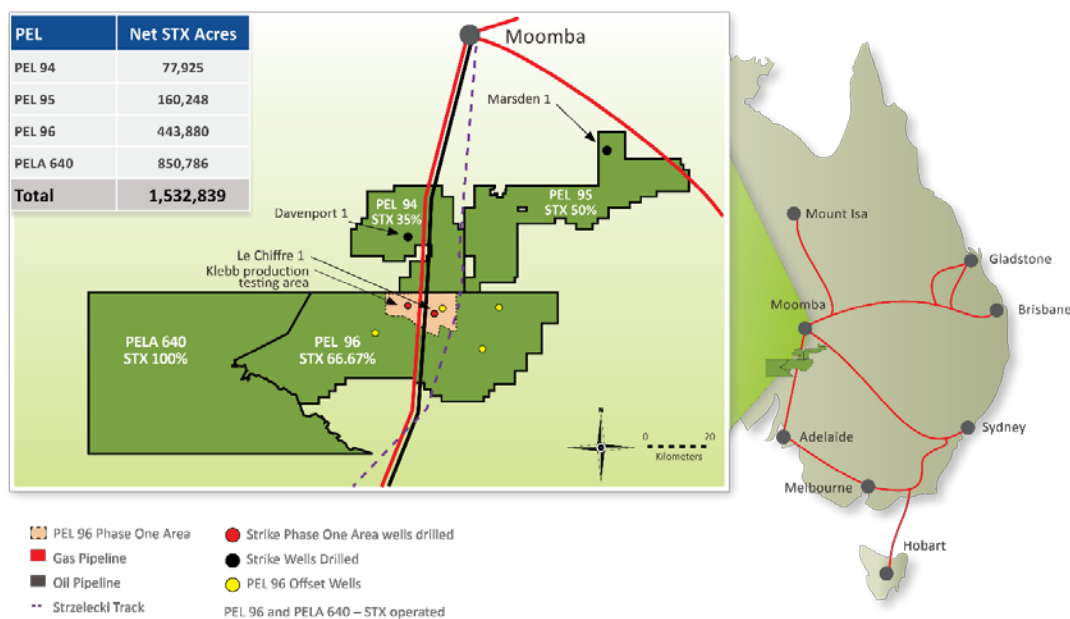 PEL Net STX Acres
PEL 94 77,925
PEL 95 160,248
PEL 96 443,880
PELA 640 850,786
Total 1,532,839
Moomba
Marsden 1
PEL 94
STX 35%
PEL 95
STX 50%
Davenport 1
Le Chiffre 1
Klebb production
testing area
PELA 640
STX 100%
PEL 96
STX 66.67%
N
0 20
Kilometers
Mount Isa
Gladstone
Moomba
Brisbane
Adelaide
Sydney
Melbourne
Hobart
PEL 96 Phase One Area
Gas Pipeline
Oil Pipeline
Strzelecki Track
Strike Phase One Area wells drilled
Strike Wells Drilled
PEL 96 Offset Wells
PEL 96 and PELA 640 – STX operated